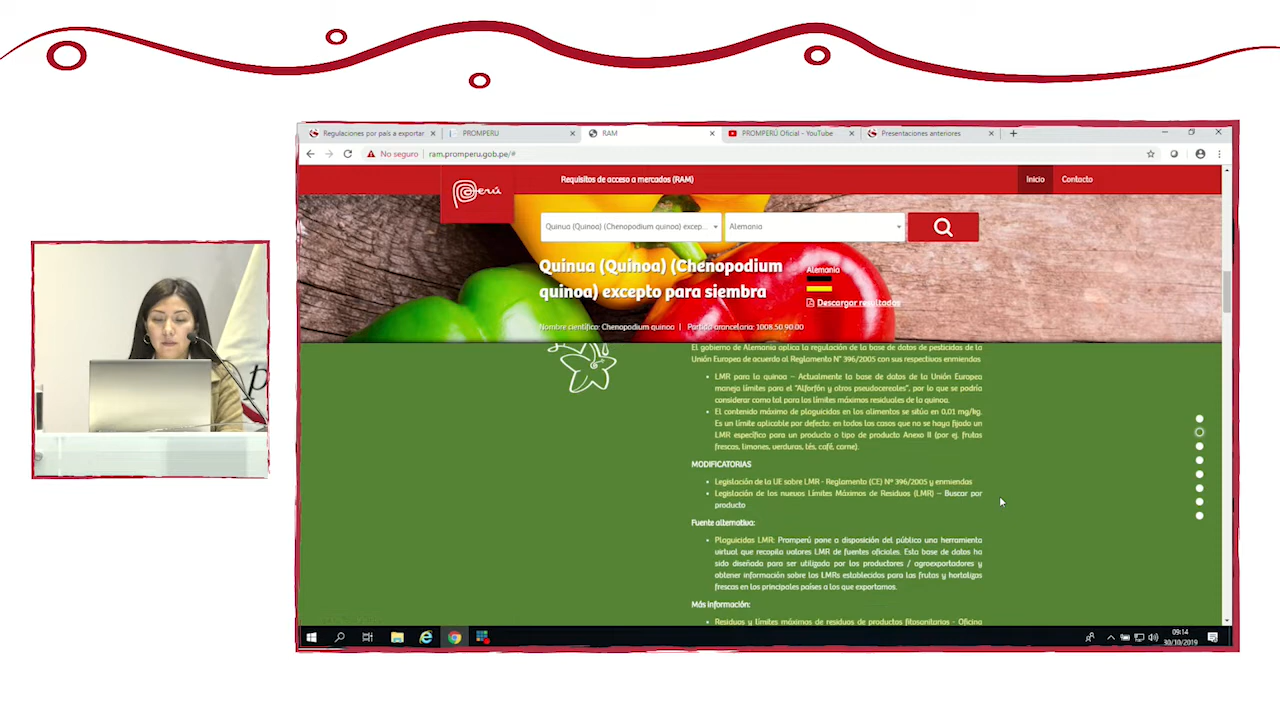 Regulaciones por país a exportar
PROMPERU
RAM
PROMPERÚ Oficial - YouTube
Presentaciones anteriores
No seguro
ram.promperu.gob.pe/#
Perú
Requisitos de acceso a mercados (RAM)
Inicio
Contacto
Quinua (Quinoa) (Chenopodium quinoa) excep...
Alemania
Quinua (Quinoa) (Chenopodium
quinoa) excepto para siembra
Alemania
Descargar resultados
Nombre científico: Chenopodium quinoa | Partida arancelaria: 1008.50.90.00
El gobierno de Alemania aplica la regulación de la base de datos de pesticidas de la
Unión Europea de acuerdo al Reglamento N° 396/2005 con sus respectivas enmiendas
• LMR para la quinoa – Actualmente la base de datos de la Unión Europea
maneja límites para el "Alforfón y otros pseudocereales", por lo que se podría
considerar como tal para los límites máximos residuales de la quinoa.
• El contenido máximo de plaguicidas en los alimentos se sitúa en 0,01 mg/kg.
Es un límite aplicable por defecto: en todos los casos que no se haya fijado un
LMR específico para un producto o tipo de producto Anexo II (por ej. frutas
frescas, limones, verduras, tés, café, carne).
MODIFICATORIAS
• Legislación de la UE sobre LMR - Reglamento (CE) Nº 396/2005 y enmiendas
• Legislación de los nuevos Límites Máximos de Residuos (LMR) – Buscar por
producto
Fuente alternativa:
• Plaguicidas LMR: Promperú pone a disposición del público una herramienta
virtual que recopila valores LMR de fuentes oficiales. Esta base de datos ha
sido diseñada para ser utilizada por los productores / agroexportadores y
obtener información sobre los LMRs establecidos para las frutas y hortalizas
frescas en los principales países a los que exportamos.
Más información:
• Residuos y límites máximos de residuos de productos fitosanitarios - Oficina
09:14
30/10/2019